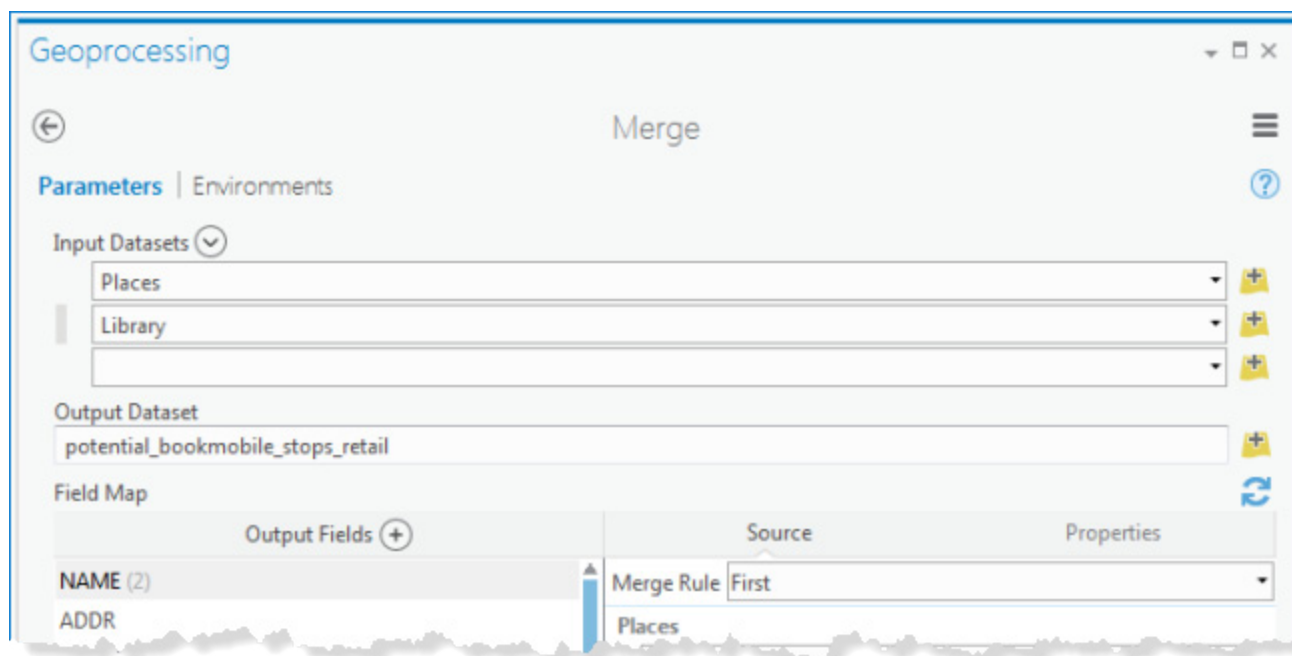 Geoprocessing
Merge
Parameters | Environments
Input Datasets
Places
Library
Output Dataset
potential_bookmobile_stops_retail
Field Map
Output Fields Source Properties
NAME (2) Merge Rule First
ADDR Places